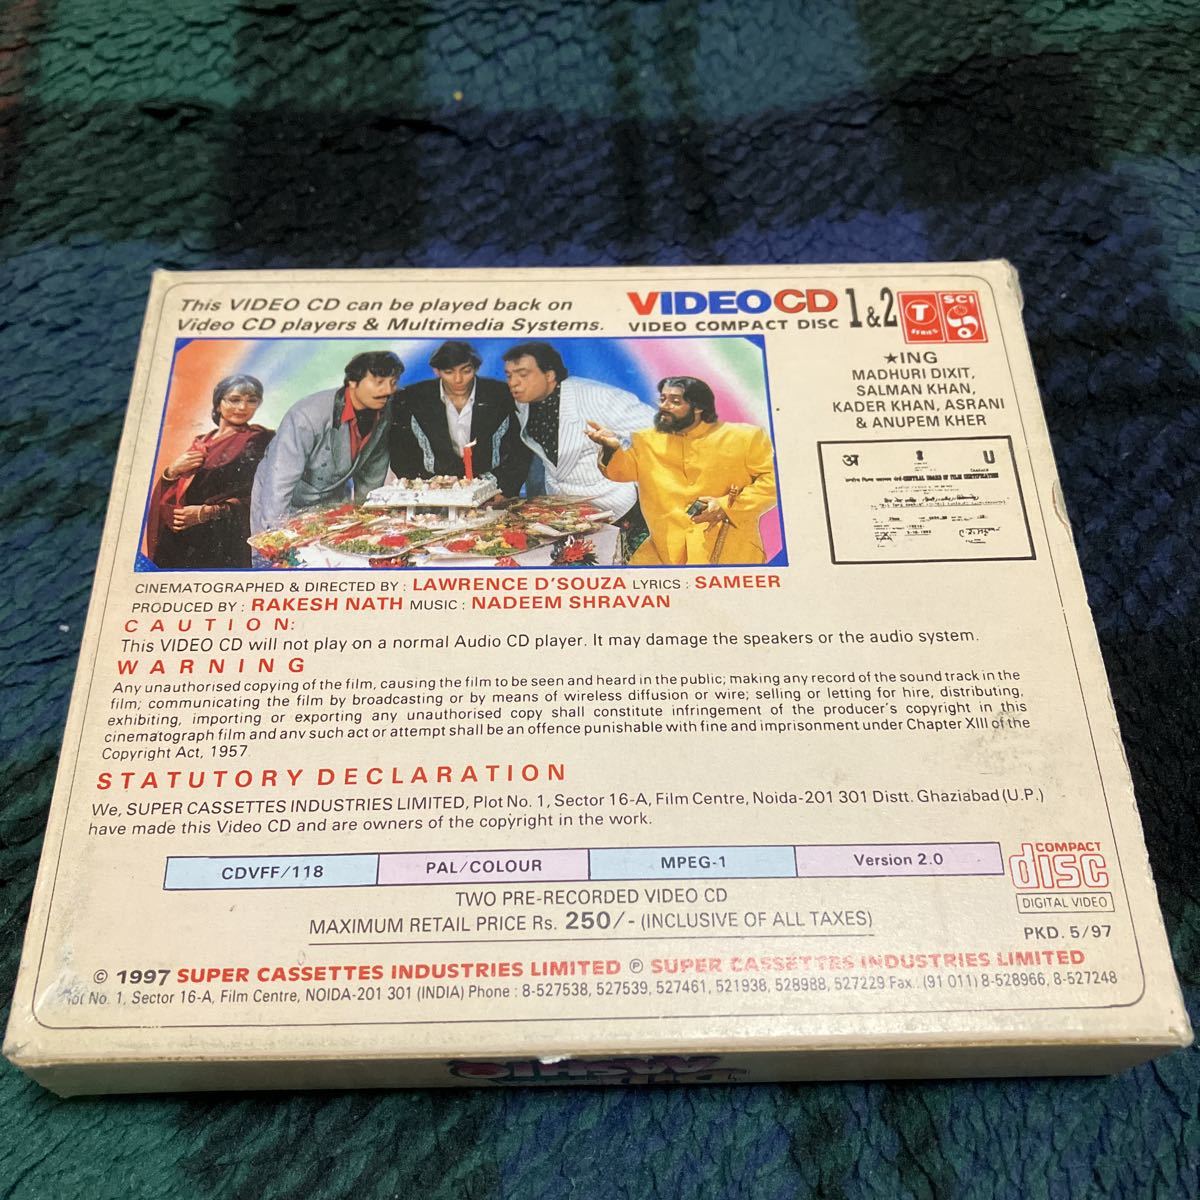 This VIDEO CD can be played back on
Video CD players & Multimedia Systems.
VIDEO CD 1&2
VIDEO COMPACT DISC
T
SERIES
SCI
★ING
MADHURI DIXIT,
SALMAN KHAN,
KADER KHAN, ASRANI
& ANUPEM KHER
अ U
CENTRAL BOARD OF FILM CERTIFICATION
CINEMATOGRAPHED & DIRECTED BY : LAWRENCE D'SOUZA LYRICS : SAMEER
PRODUCED BY : RAKESH NATH MUSIC : NADEEM SHRAVAN
CAUTION:
This VIDEO CD will not play on a normal Audio CD player. It may damage the speakers or the audio system.
WARNING
Any unauthorised copying of the film, causing the film to be seen and heard in the public; making any record of the sound track in the
film; communicating the film by broadcasting or by means of wireless diffusion or wire; selling or letting for hire, distributing,
exhibiting, importing or exporting any unauthorised copy shall constitute infringement of the producer's copyright in this
cinematograph film and anv such act or attempt shall be an offence punishable with fine and imprisonment under Chapter XIII of the
Copyright Act, 1957.
STATUTORY DECLARATION
We, SUPER CASSETTES INDUSTRIES LIMITED, Plot No. 1, Sector 16-A, Film Centre, Noida-201 301 Distt. Ghaziabad (U.P.)
have made this Video CD and are owners of the copyright in the work.
CDVFF/118 PAL/COLOUR MPEG-1 Version 2.0
COMPACT
disc
DIGITAL VIDEO
TWO PRE-RECORDED VIDEO CD
MAXIMUM RETAIL PRICE Rs. 250/- (INCLUSIVE OF ALL TAXES)
PKD. 5/97
© 1997 SUPER CASSETTES INDUSTRIES LIMITED ℗ SUPER CASSETTES INDUSTRIES LIMITED
Plot No. 1, Sector 16-A, Film Centre, NOIDA-201 301 (INDIA) Phone : 8-527538, 527539, 527461, 521938, 528988, 527229 Fax.: (91 011) 8-528966, 8-527248